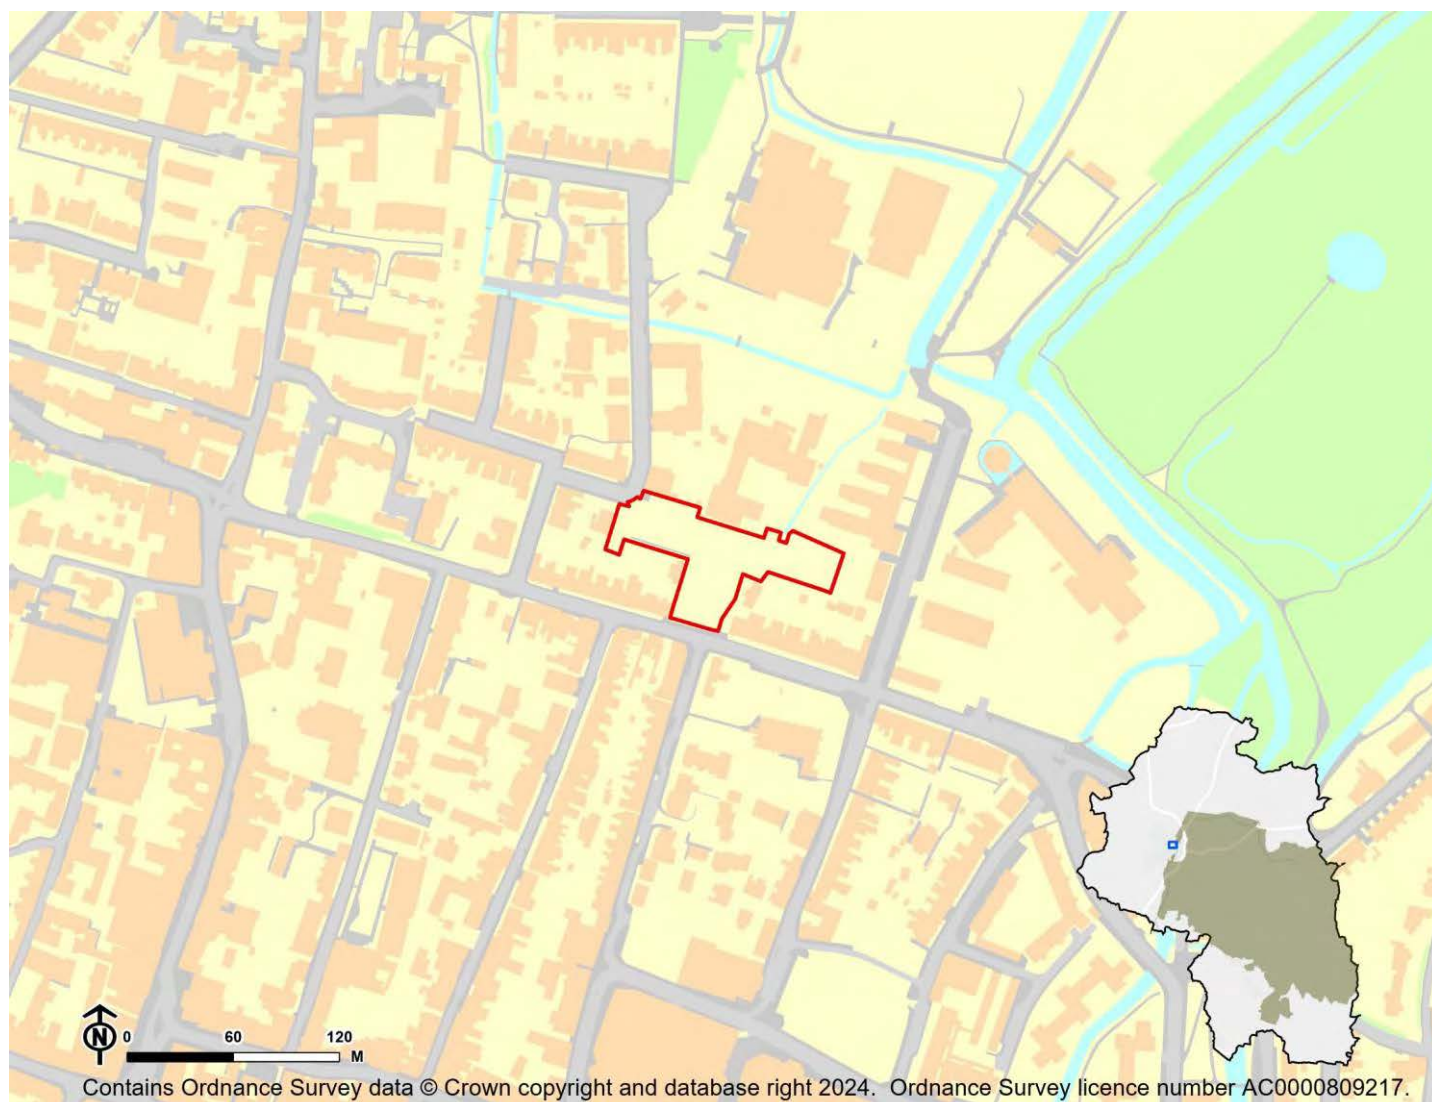 N
0 60 120
M
Contains Ordnance Survey data © Crown copyright and database right 2024. Ordnance Survey licence number AC0000809217.